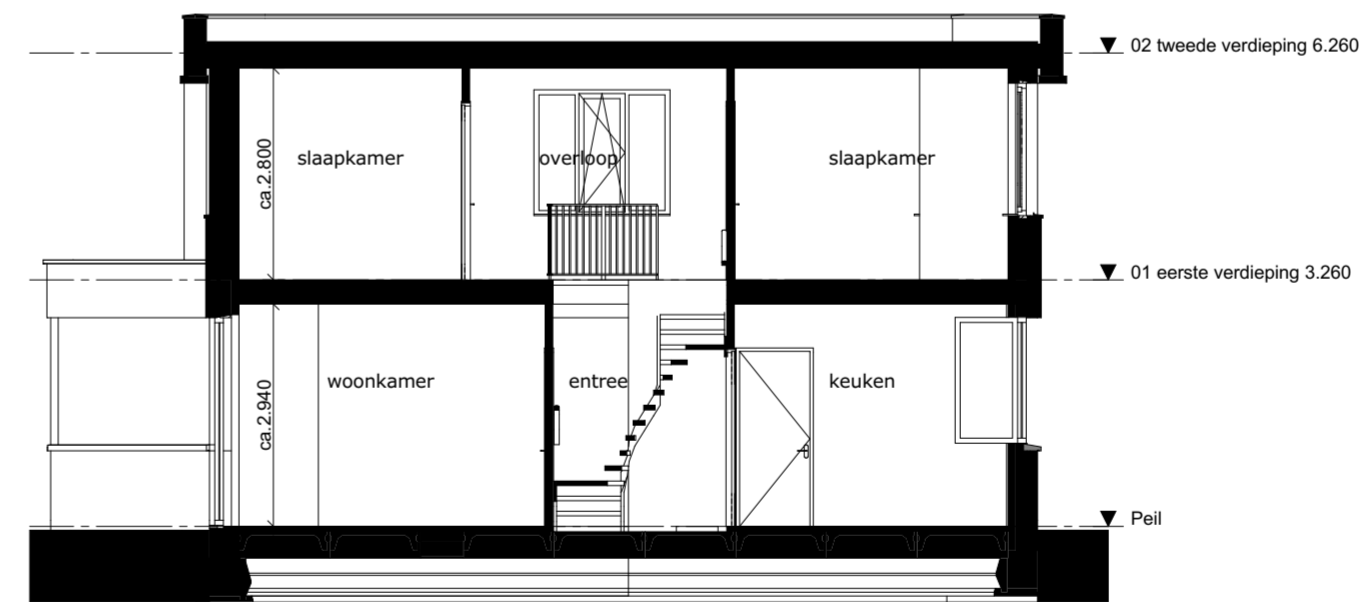 02 tweede verdieping 6.260
ca.2.800
slaapkamer
overloop
slaapkamer
01 eerste verdieping 3.260
ca.2.940
woonkamer
entree
keuken
Peil